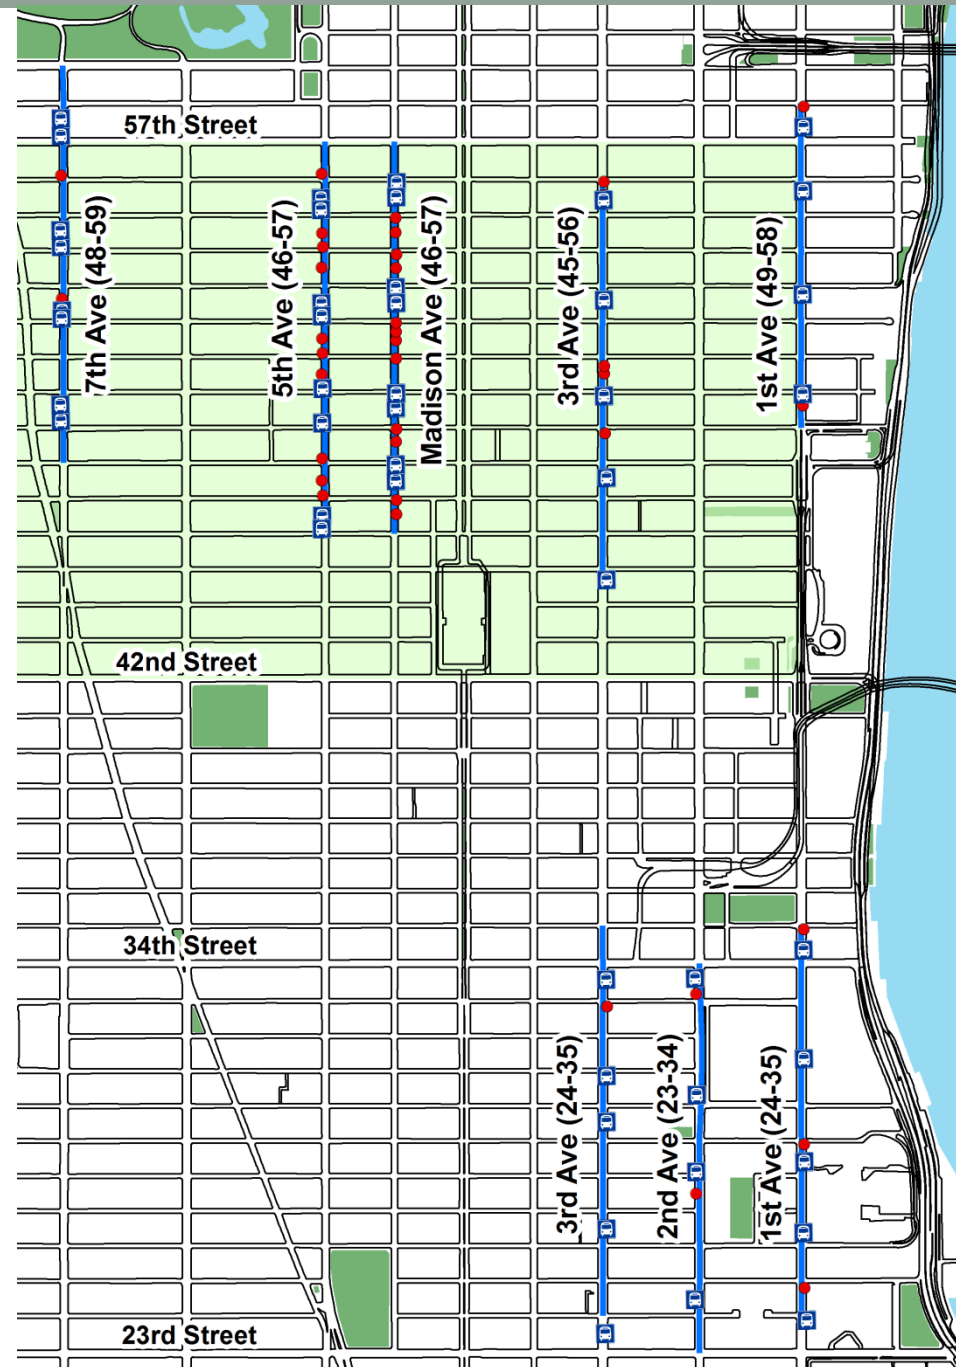 57th Street
7th Ave (48-59)
5th Ave (46-57)
Madison Ave (46-57)
3rd Ave (45-56)
1st Ave (49-58)
42nd Street
34th Street
3rd Ave (24-35)
2nd Ave (23-34)
1st Ave (24-35)
23rd Street